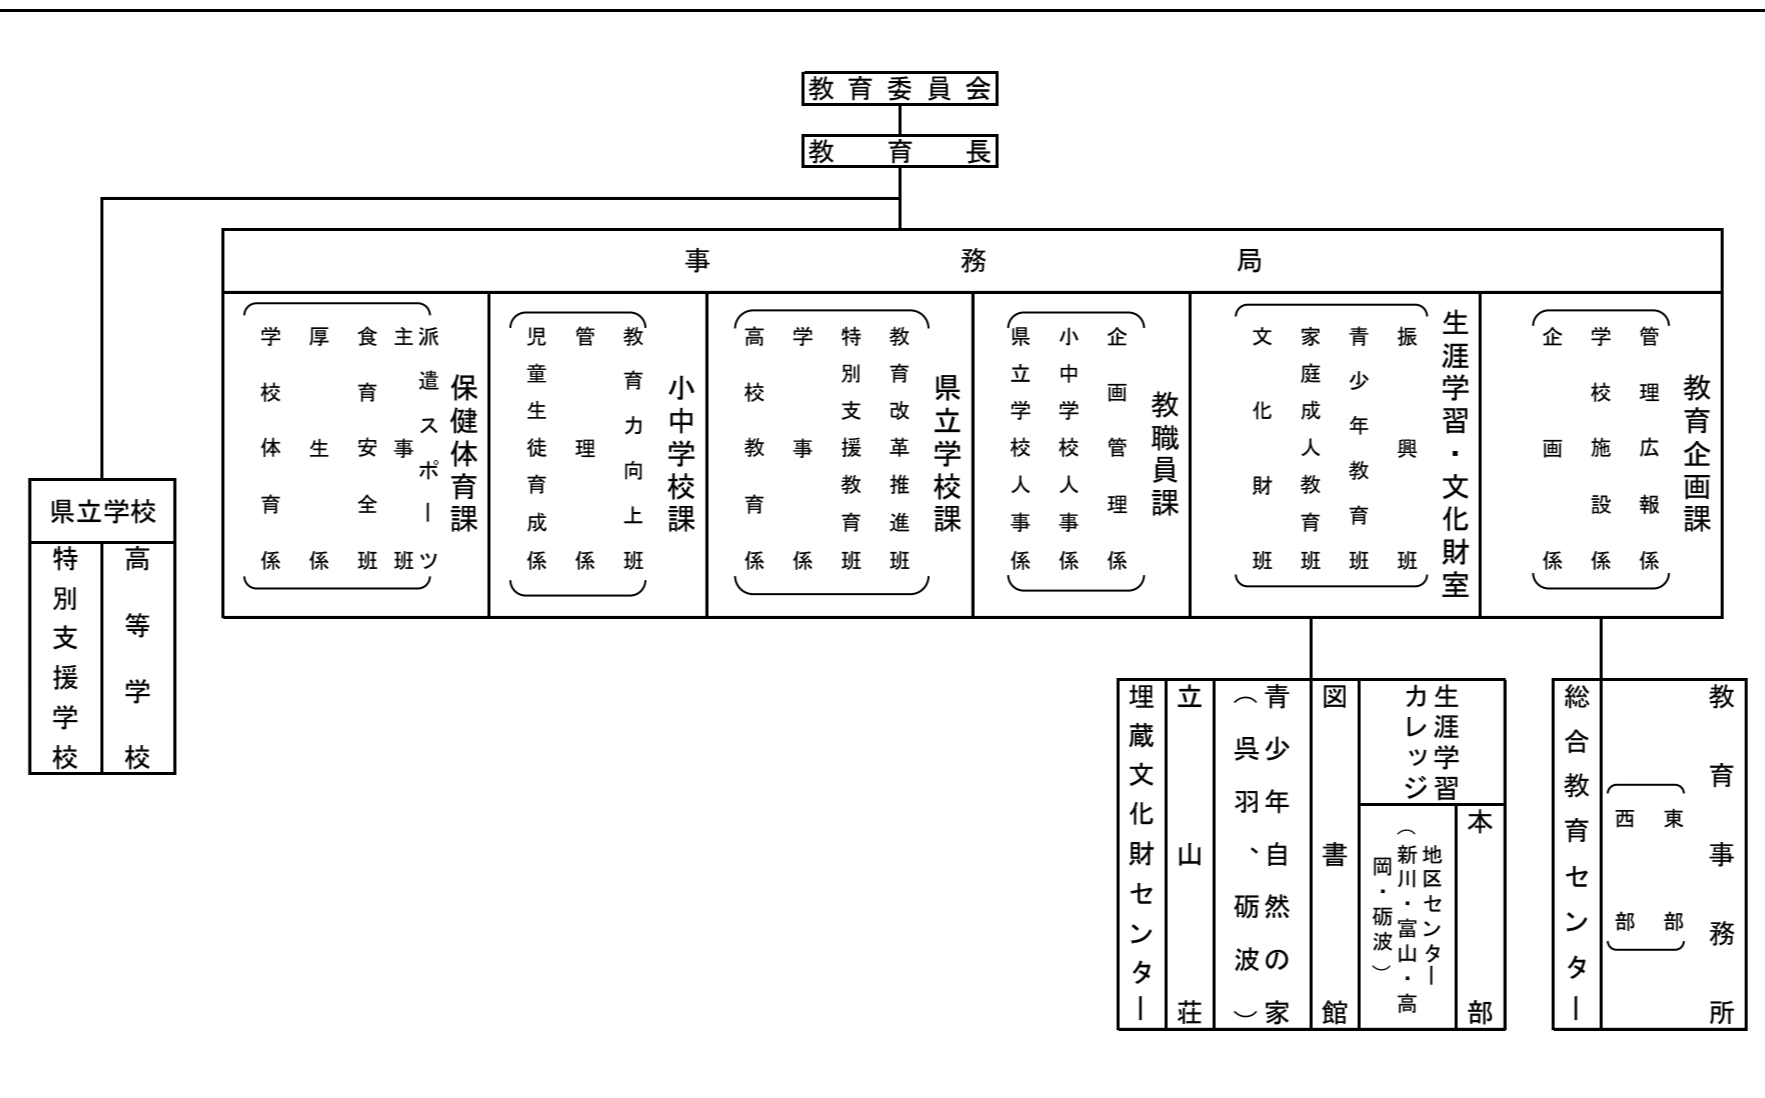 教育委員会
教育長
事務局
教育企画課
管理広報係
学校施設係
企画係
生涯学習・文化財室
振興班
青少年教育班
家庭成人教育班
文化財班
教職員課
企画管理係
小中学校人事係
県立学校人事係
県立学校課
教育改革推進班
特別支援教育班
学事係
高校教育係
小中学校課
教育力向上班
管理係
児童生徒育成係
保健体育課
派遣スポーツ
主事班
食育安全班
厚生係
学校体育係
県立学校
高等学校
特別支援学校
教育事務所
東部
西部
総合教育センター
生涯学習
カレッジ
本部
地区センター
（新川・富山・高
岡・砺波）
図書館
青少年自然の家
（呉羽、砺波）
立山荘
埋蔵文化財センター